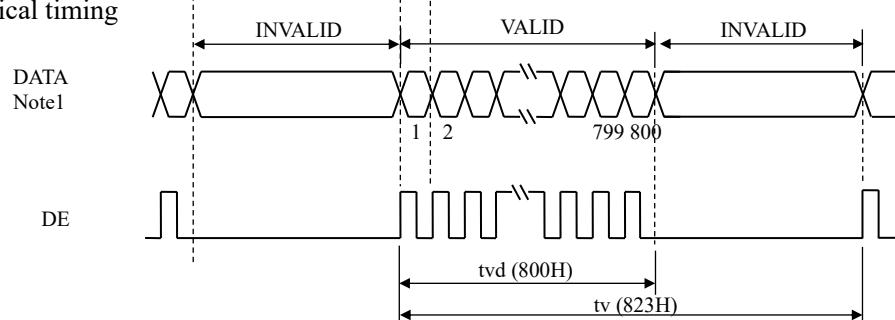 ical timing
INVALID VALID INVALID
DATA
Note1
1 2 799 800
DE
tvd (800H)
tv (823H)